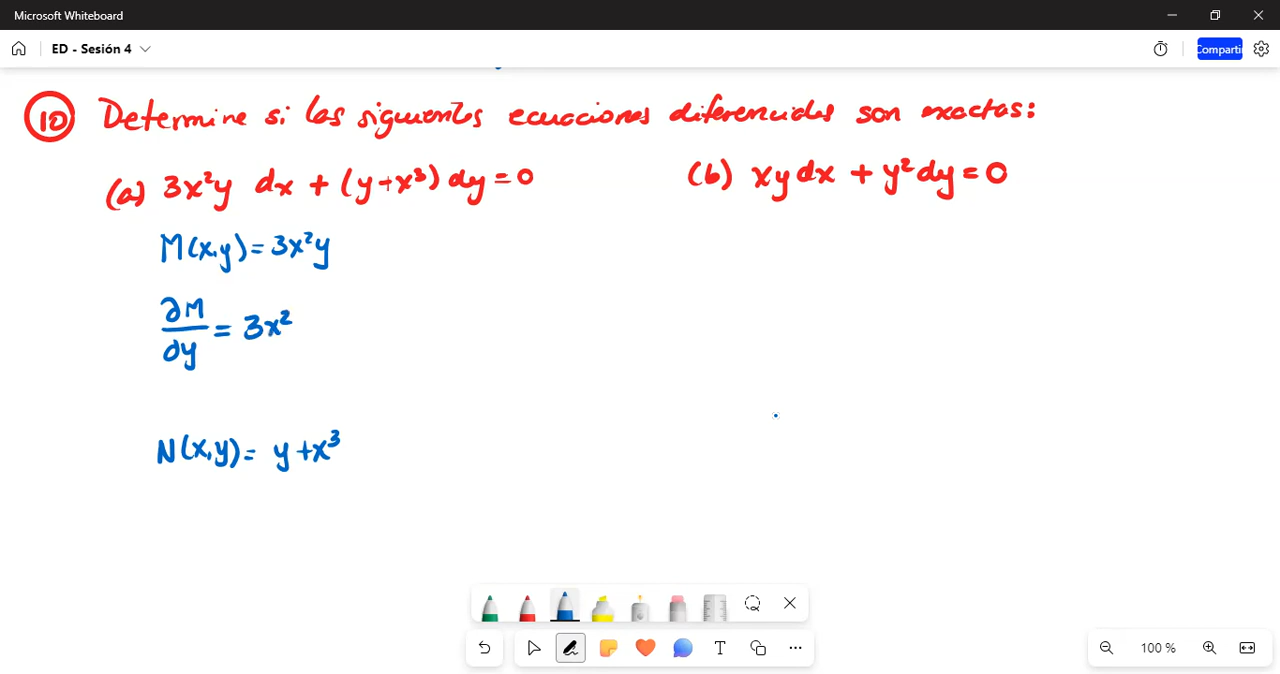 Microsoft Whiteboard
ED - Sesión 4
Compartir
10 Determine si las siguientes ecuaciones diferenciales son exactas:
(a) 3x²y dx + (y+x³) dy = 0
(b) xy dx + y² dy = 0
M(x,y) = 3x²y
∂M/∂y = 3x²
N(x,y) = y + x³
100 %